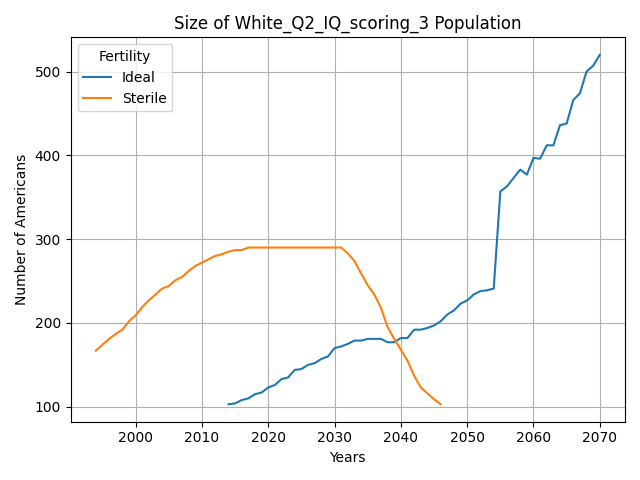 Size of White_Q2_IQ_scoring_3 Population
Fertility
Ideal
Sterile
Number of Americans
500
400
300
200
100
2000
2010
2020
2030
2040
2050
2060
2070
Years